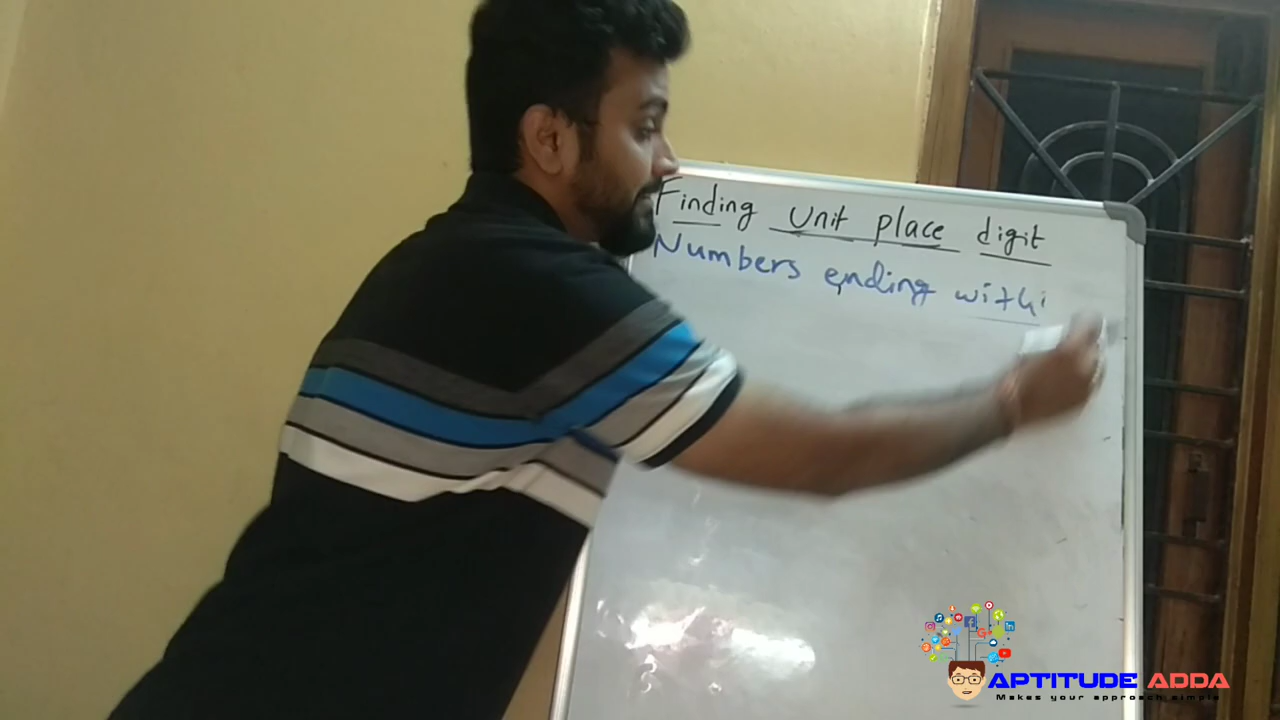 Finding Unit place digit
Numbers ending with
APTITUDE ADDA
Makes your approach simple